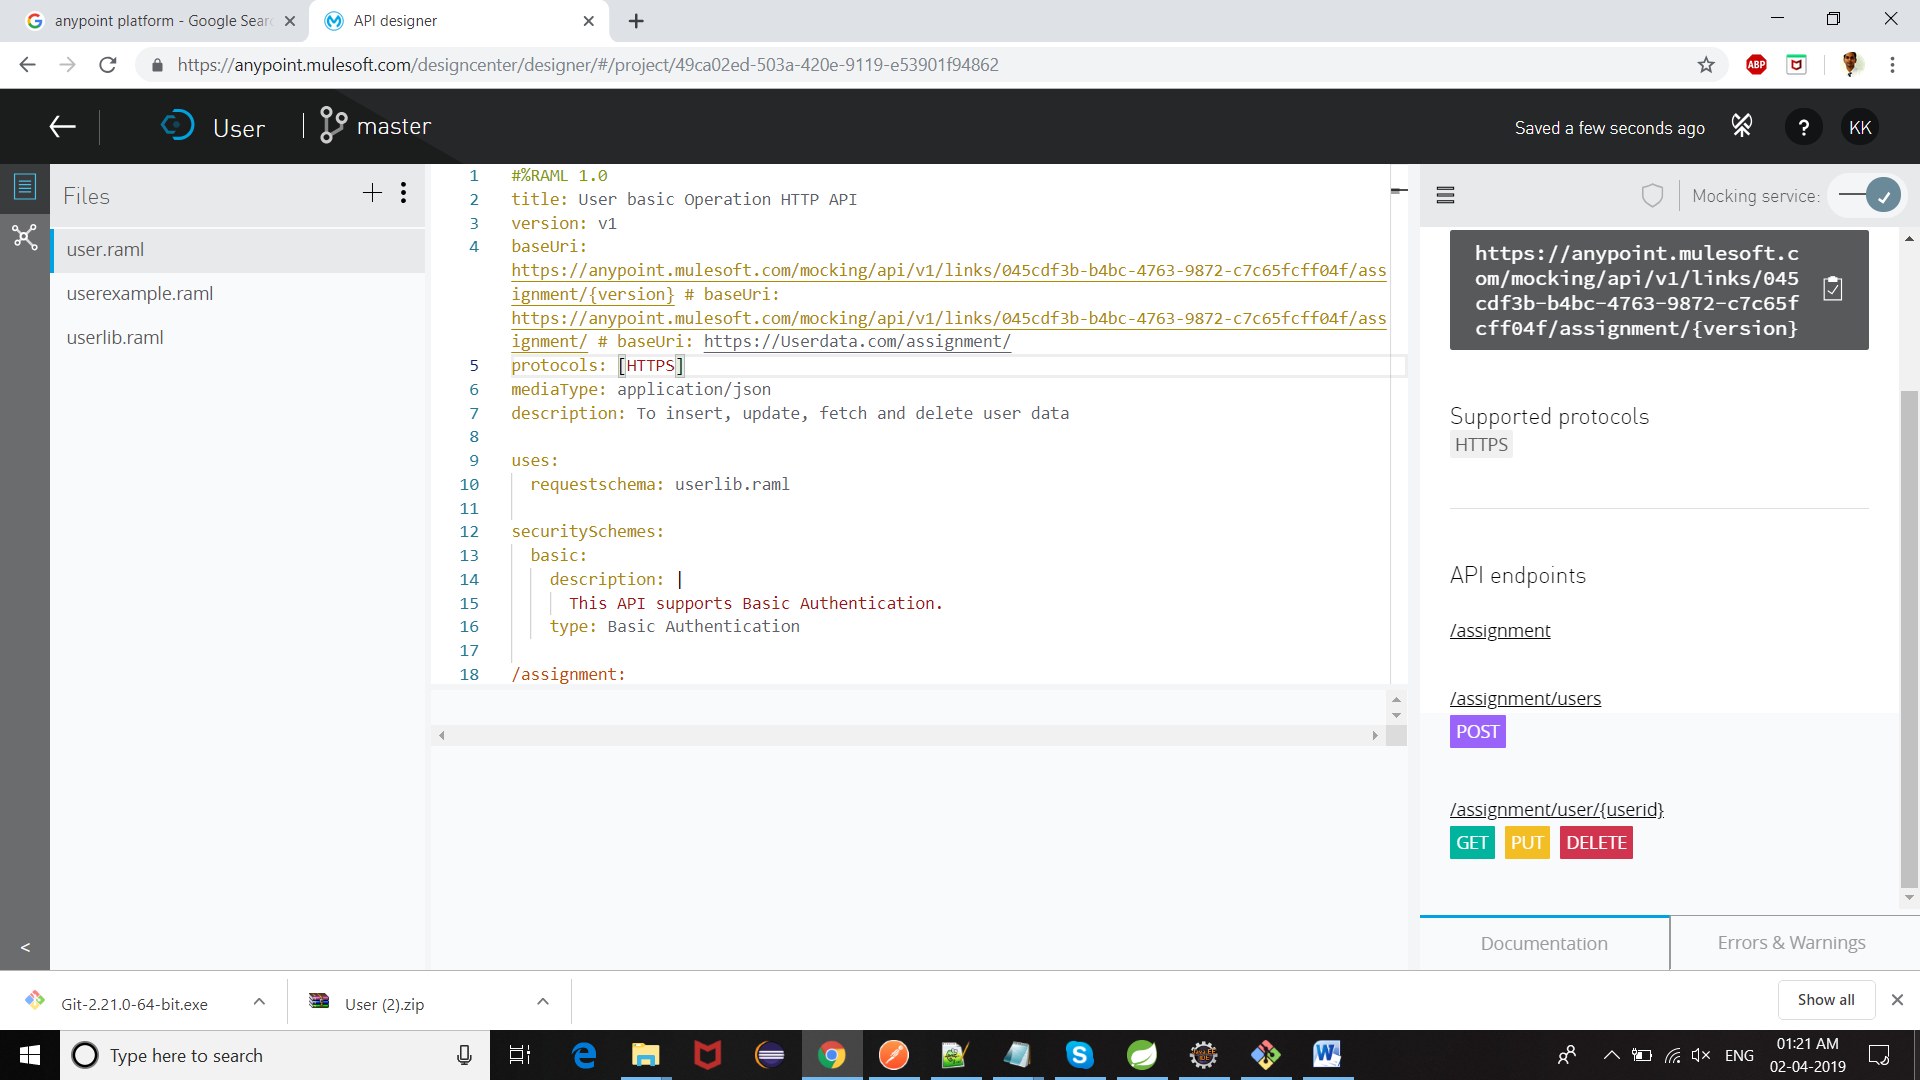 anypoint platform - Google Sear
API designer
https://anypoint.mulesoft.com/designcenter/designer/#/project/49ca02ed-503a-420e-9119-e53901f94862
ABP
User
master
Saved a few seconds ago
?
KK
Files
user.raml
userexample.raml
userlib.raml
1 #%RAML 1.0
2 title: User basic Operation HTTP API
3 version: v1
4 baseUri:
https://anypoint.mulesoft.com/mocking/api/v1/links/045cdf3b-b4bc-4763-9872-c7c65fcff04f/ass
ignment/{version} # baseUri:
https://anypoint.mulesoft.com/mocking/api/v1/links/045cdf3b-b4bc-4763-9872-c7c65fcff04f/ass
ignment/ # baseUri: https://Userdata.com/assignment/
5 protocols: [HTTPS]
6 mediaType: application/json
7 description: To insert, update, fetch and delete user data
8
9 uses:
10 requestschema: userlib.raml
11
12 securitySchemes:
13 basic:
14 description: |
15 This API supports Basic Authentication.
16 type: Basic Authentication
17
18 /assignment:
Mocking service:
https://anypoint.mulesoft.c
om/mocking/api/v1/links/045
cdf3b-b4bc-4763-9872-c7c65f
cff04f/assignment/{version}
Supported protocols
HTTPS
API endpoints
/assignment
/assignment/users
POST
/assignment/user/{userid}
GET PUT DELETE
Documentation
Errors & Warnings
<
Git-2.21.0-64-bit.exe
User (2).zip
Show all
Type here to search
ENG
01:21 AM
02-04-2019